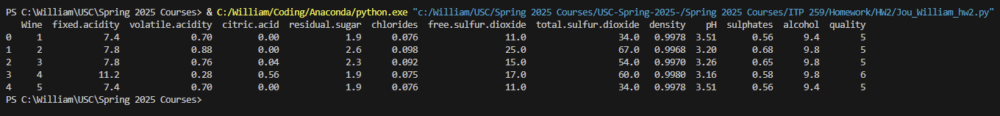 PS C:\William\USC\Spring 2025 Courses> & C:/William/Coding/Anaconda/python.exe "c:/William/USC/Spring 2025 Courses/USC-Spring-2025-/Spring 2025 Courses/ITP 259/Homework/HW2/Jou_William_hw2.py"
Wine fixed.acidity volatile.acidity citric.acid residual.sugar chlorides free.sulfur.dioxide total.sulfur.dioxide density pH sulphates alcohol quality
0 1 7.4 0.70 0.00 1.9 0.076 11.0 34.0 0.9978 3.51 0.56 9.4 5
1 2 7.8 0.88 0.00 2.6 0.098 25.0 67.0 0.9968 3.20 0.68 9.8 5
2 3 7.8 0.76 0.04 2.3 0.092 15.0 54.0 0.9970 3.26 0.65 9.8 5
3 4 11.2 0.28 0.56 1.9 0.075 17.0 60.0 0.9980 3.16 0.58 9.8 6
4 5 7.4 0.70 0.00 1.9 0.076 11.0 34.0 0.9978 3.51 0.56 9.4 5
PS C:\William\USC\Spring 2025 Courses>